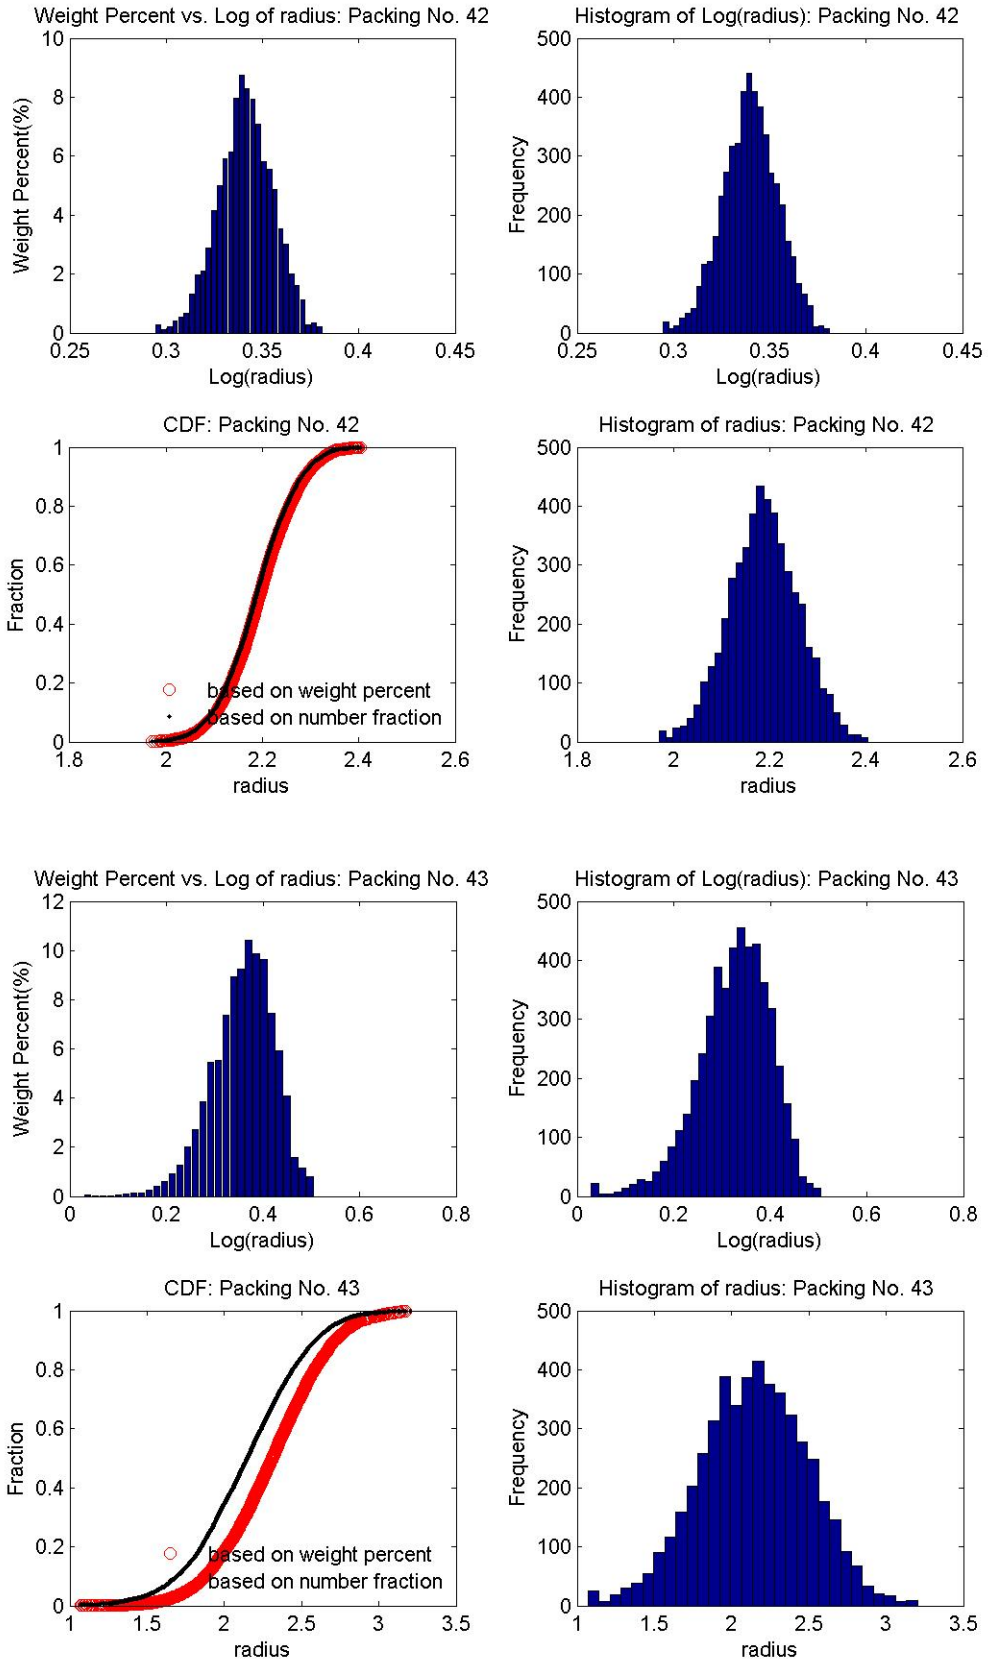 Weight Percent vs. Log of radius: Packing No. 42
Histogram of Log(radius): Packing No. 42
10
8
6
4
2
0
Weight Percent(%)
0.25 0.3 0.35 0.4 0.45
Log(radius)
500
400
300
200
100
0
Frequency
0.25 0.3 0.35 0.4 0.45
Log(radius)
CDF: Packing No. 42
Histogram of radius: Packing No. 42
1
0.8
0.6
0.4
0.2
0
Fraction
based on weight percent
based on number fraction
1.8 2 2.2 2.4 2.6
radius
500
400
300
200
100
0
Frequency
1.8 2 2.2 2.4 2.6
radius
Weight Percent vs. Log of radius: Packing No. 43
Histogram of Log(radius): Packing No. 43
12
10
8
6
4
2
0
Weight Percent(%)
0 0.2 0.4 0.6 0.8
Log(radius)
500
400
300
200
100
0
Frequency
0 0.2 0.4 0.6 0.8
Log(radius)
CDF: Packing No. 43
Histogram of radius: Packing No. 43
1
0.8
0.6
0.4
0.2
0
Fraction
based on weight percent
based on number fraction
1 1.5 2 2.5 3 3.5
radius
500
400
300
200
100
0
Frequency
1 1.5 2 2.5 3 3.5
radius